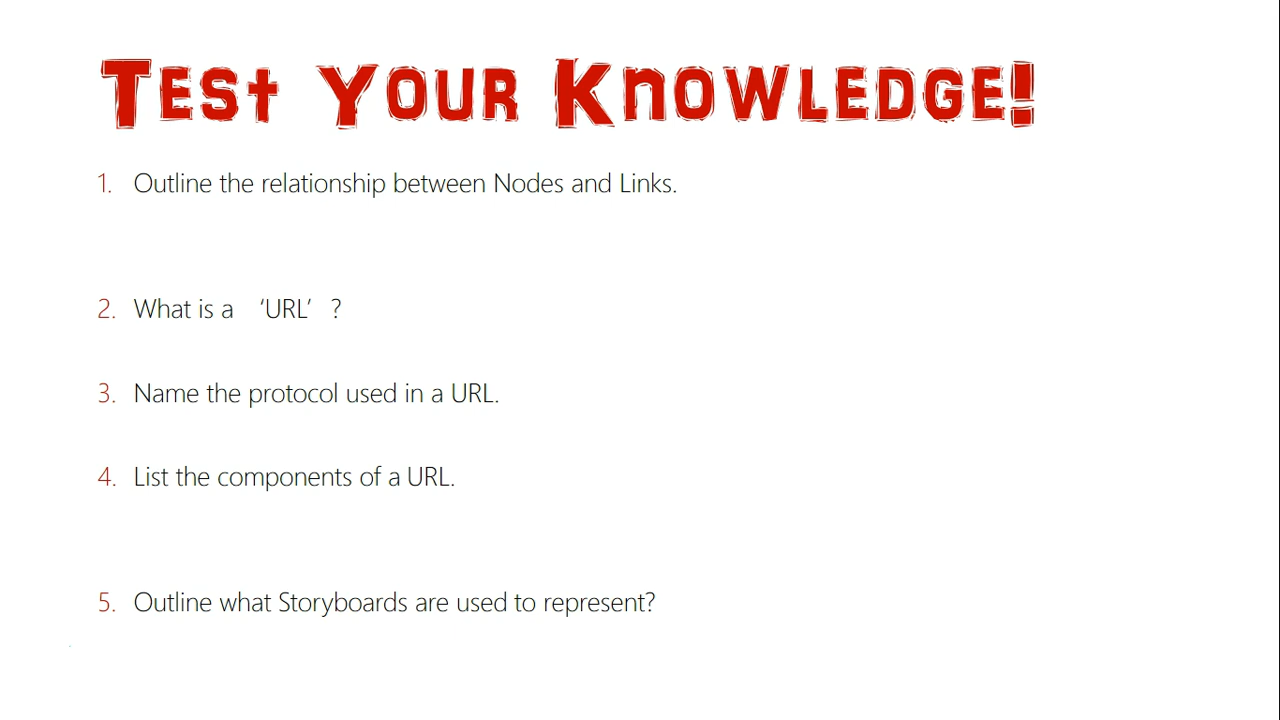 Test Your Knowledge!
1. Outline the relationship between Nodes and Links.
2. What is a ‘URL’ ?
3. Name the protocol used in a URL.
4. List the components of a URL.
5. Outline what Storyboards are used to represent?